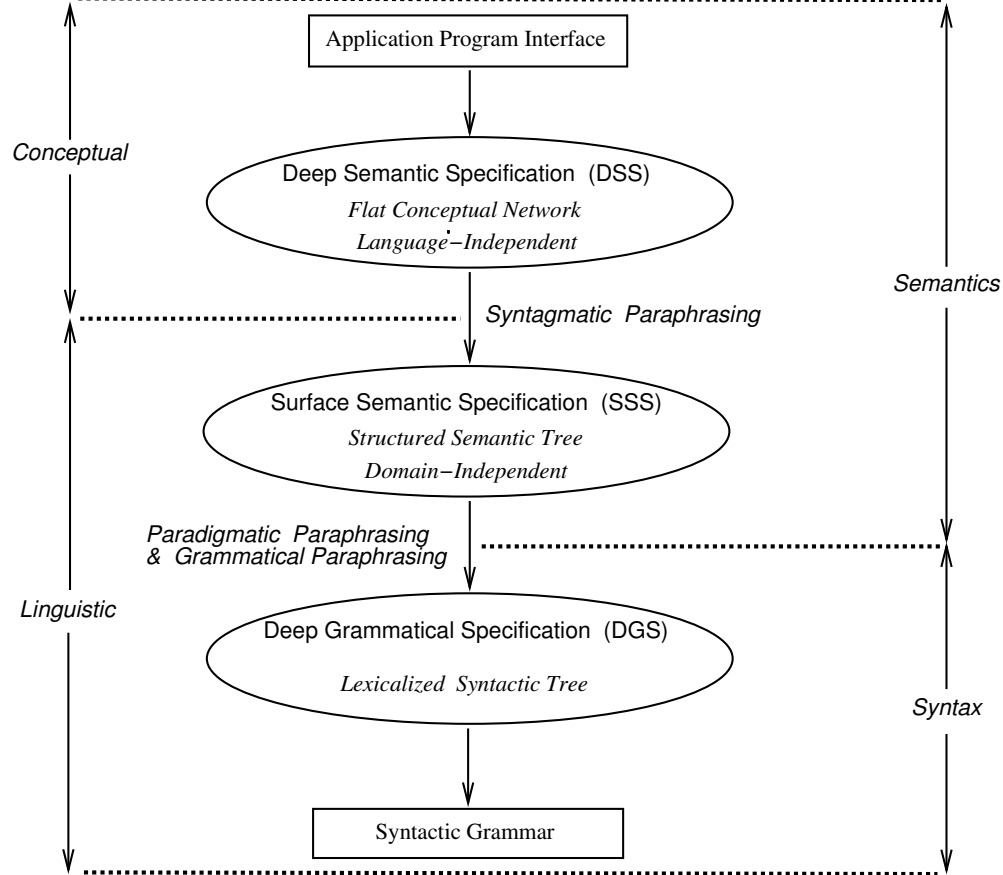 Application Program Interface
Conceptual
Deep Semantic Specification (DSS)
Flat Conceptual Network
Language−Independent
Semantics
Syntagmatic Paraphrasing
Surface Semantic Specification (SSS)
Structured Semantic Tree
Domain−Independent
Paradigmatic Paraphrasing
& Grammatical Paraphrasing
Linguistic
Deep Grammatical Specification (DGS)
Lexicalized Syntactic Tree
Syntax
Syntactic Grammar